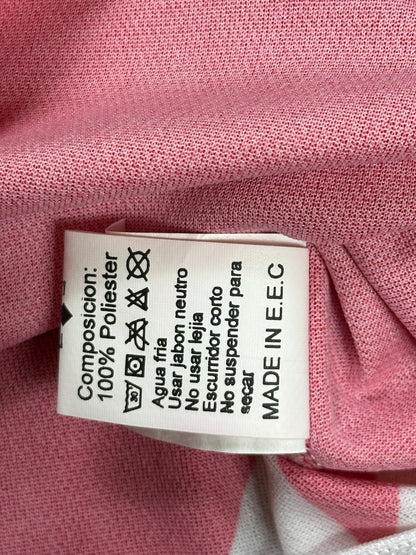 Composicion:
100% Poliester
30
Agua fria
Usar jabon neutro
No usar lejia
Escurridor corto
No suspender para
secar
MADE IN E.E.C